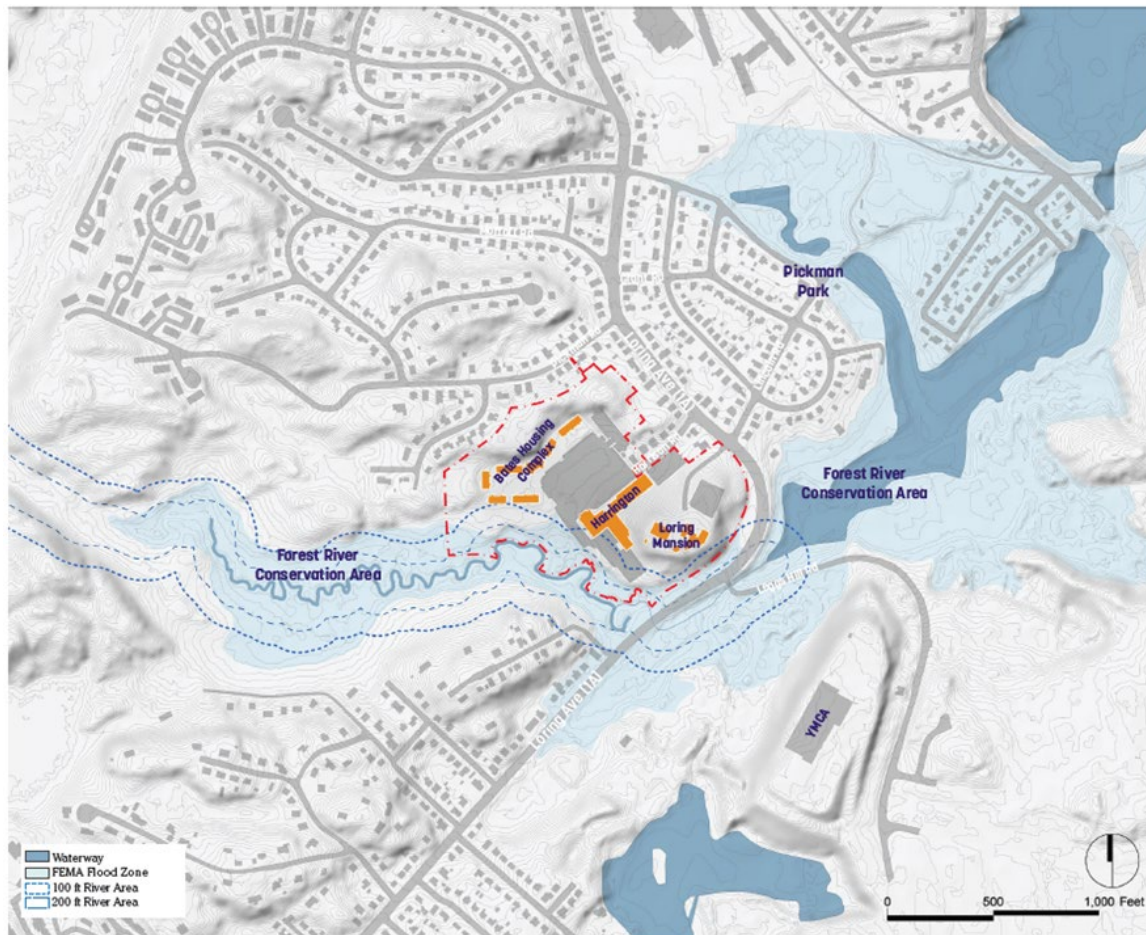 Pickman
Park
Loring Ave (1A)
Bates Housing
Complex
Harrington
Loring
Mansion
Forest River
Conservation Area
Forest River
Conservation Area
Loring Ave (1A)
YMCA
Waterway
FEMA Flood Zone
100 ft River Area
200 ft River Area
0
500
1,000 Feet